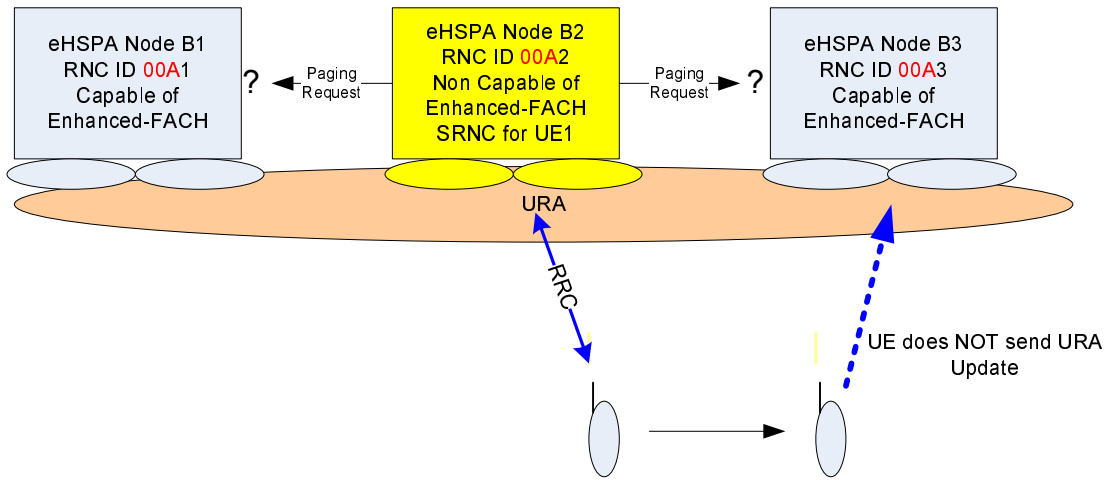 eHSPA Node B1
RNC ID 00A1
Capable of
Enhanced-FACH
?
Paging
Request
eHSPA Node B2
RNC ID 00A2
Non Capable of
Enhanced-FACH
SRNC for UE1
Paging
Request
?
eHSPA Node B3
RNC ID 00A3
Capable of
Enhanced-FACH
URA
RRC
UE does NOT send URA
Update